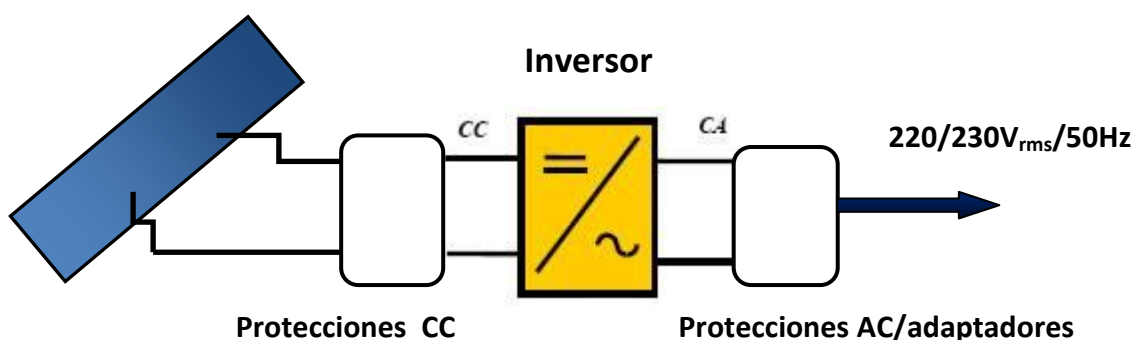 Inversor
CC
CA
220/230Vrms/50Hz
Protecciones CC
Protecciones AC/adaptadores